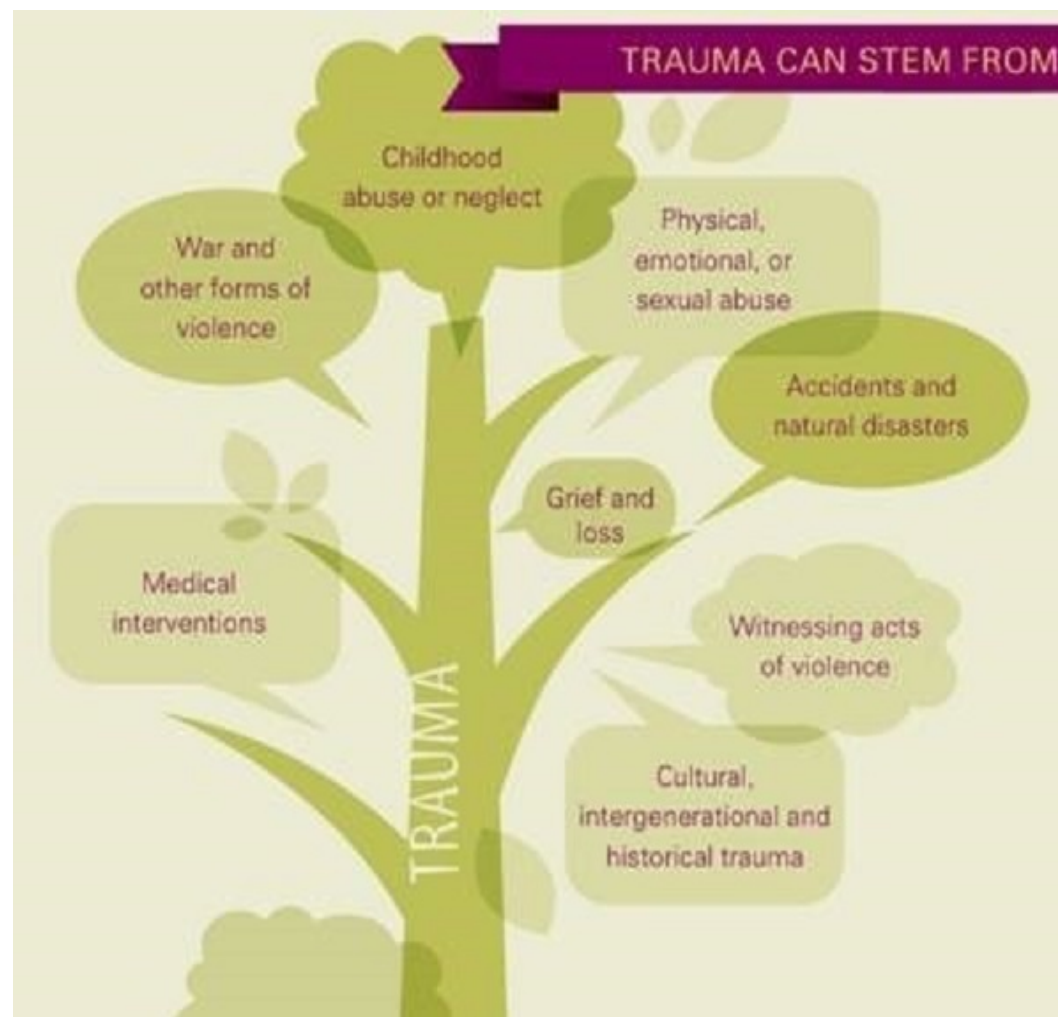 TRAUMA CAN STEM FROM
Childhood
abuse or neglect
War and
other forms of
violence
Physical,
emotional, or
sexual abuse
Accidents and
natural disasters
Grief and
loss
Medical
interventions
Witnessing acts
of violence
TRAUMA
Cultural,
intergenerational and
historical trauma